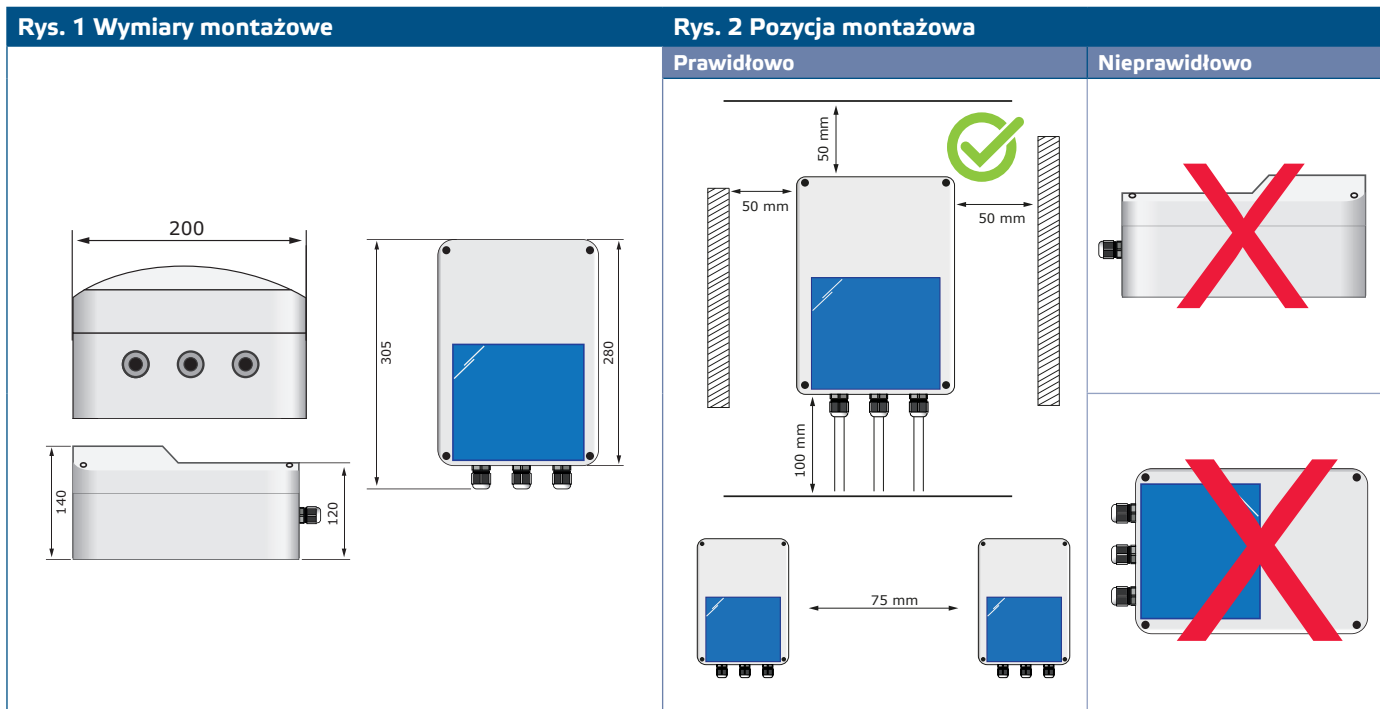 Rys. 1 Wymiary montażowe
200
305
280
140
120
Rys. 2 Pozycja montażowa
Prawidłowo
50 mm
50 mm
50 mm
100 mm
75 mm
Nieprawidłowo